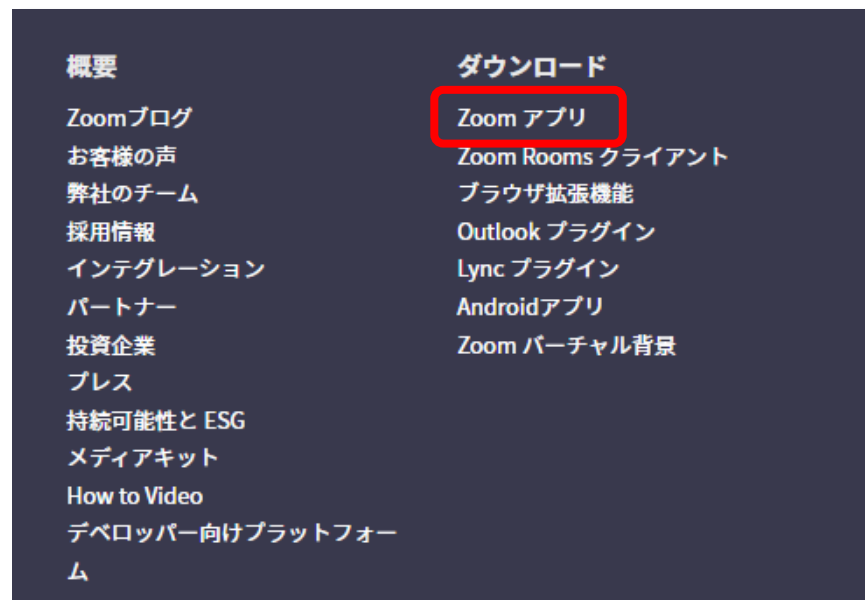 概要
Zoomブログ
お客様の声
弊社のチーム
採用情報
インテグレーション
パートナー
投資企業
プレス
持続可能性と ESG
メディアキット
How to Video
デベロッパー向けプラットフォー
ム
ダウンロード
Zoom アプリ
Zoom Rooms クライアント
ブラウザ拡張機能
Outlook プラグイン
Lync プラグイン
Androidアプリ
Zoom バーチャル背景